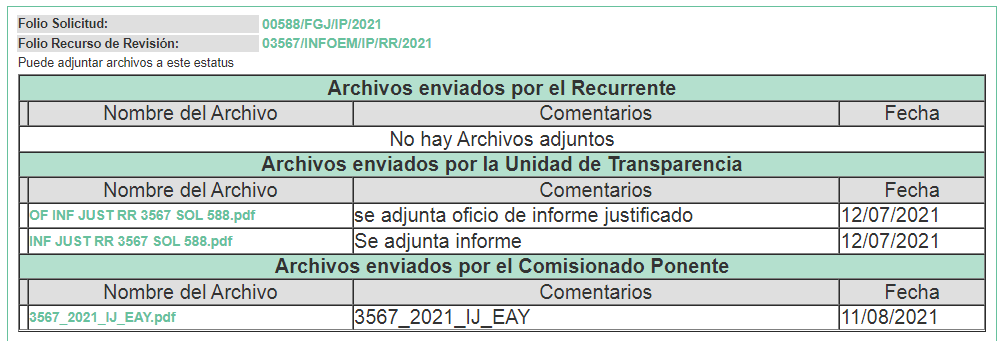 Folio Solicitud: 00588/FGJ/IP/2021
Folio Recurso de Revisión: 03567/INFOEM/IP/RR/2021
Puede adjuntar archivos a este estatus
Archivos enviados por el Recurrente
Nombre del Archivo Comentarios Fecha
No hay Archivos adjuntos
Archivos enviados por la Unidad de Transparencia
Nombre del Archivo Comentarios Fecha
OF INF JUST RR 3567 SOL 588.pdf se adjunta oficio de informe justificado 12/07/2021
INF JUST RR 3567 SOL 588.pdf Se adjunta informe 12/07/2021
Archivos enviados por el Comisionado Ponente
Nombre del Archivo Comentarios Fecha
3567_2021_IJ_EAY.pdf 3567_2021_IJ_EAY 11/08/2021